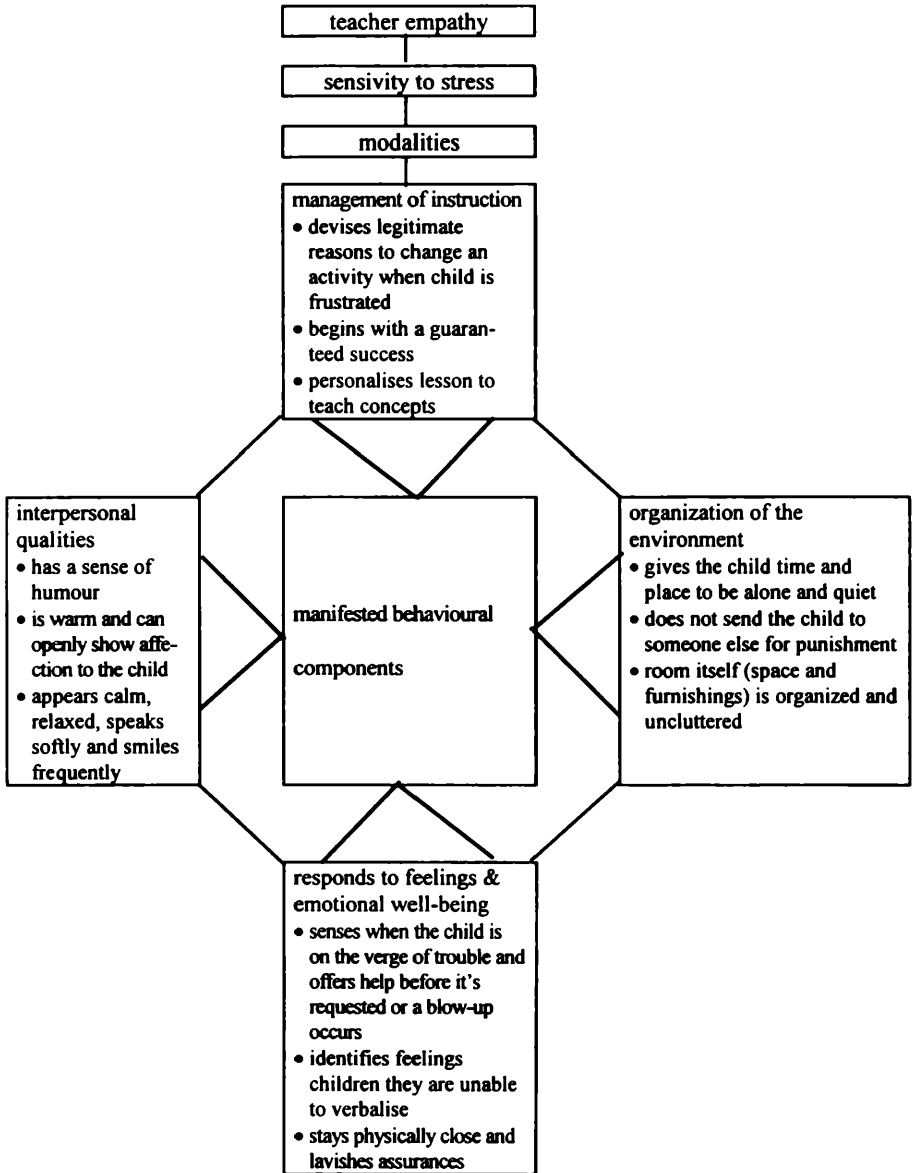 teacher empathy
sensivity to stress
modalities
management of instruction
• devises legitimate
reasons to change an
activity when child is
frustrated
• begins with a guaran-
teed success
• personalises lesson to
teach concepts
interpersonal
qualities
• has a sense of
humour
• is warm and can
openly show affe-
ction to the child
• appears calm,
relaxed, speaks
softly and smiles
frequently
manifested behavioural
components
organization of the
environment
• gives the child time and
place to be alone and quiet
• does not send the child to
someone else for punishment
• room itself (space and
furnishings) is organized and
uncluttered
responds to feelings &
emotional well-being
• senses when the child is
on the verge of trouble and
offers help before it's
requested or a blow-up
occurs
• identifies feelings
children they are unable
to verbalise
• stays physically close and
lavishes assurances